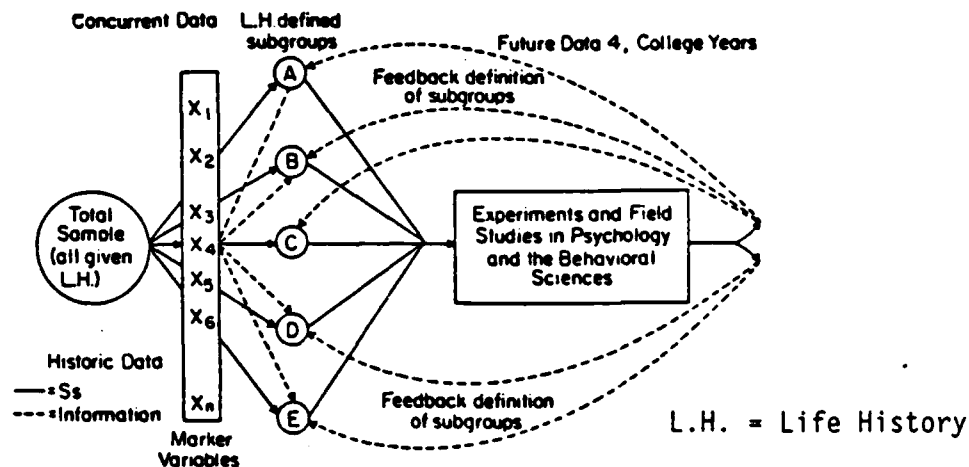 Concurrent Data
L.H. defined
subgroups
Future Data 4, College Years
Feedback definition
of subgroups
A
B
C
D
E
X1
X2
X3
X4
X5
X6
Xn
Total
Sample
(all given
L.H.)
Experiments and Field
Studies in Psychology
and the Behavioral
Sciences
Historic Data
= Ss
= Information
Marker
Variables
Feedback definition
of subgroups
L.H. = Life History